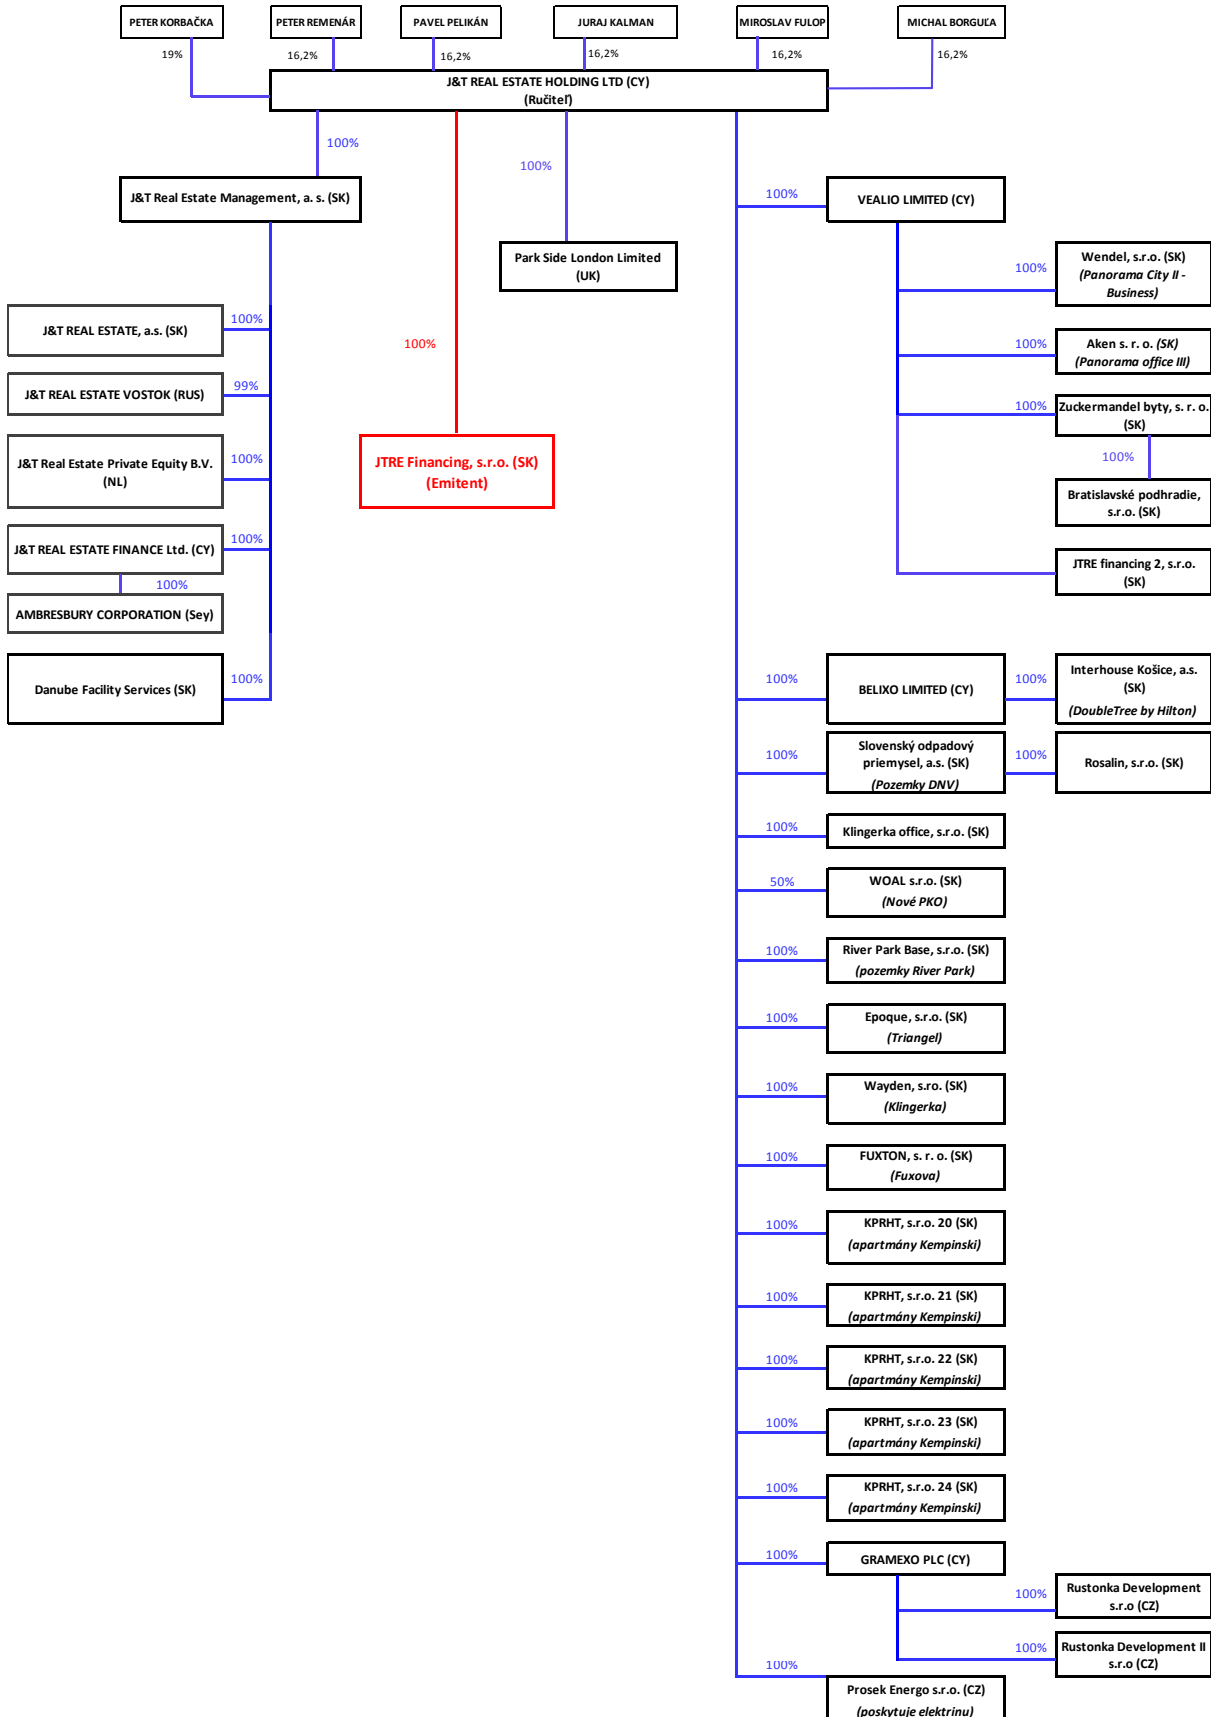 PETER KORBAČKA
PETER REMENÁR
PAVEL PELIKÁN
JURAJ KALMAN
MIROSLAV FULOP
MICHAL BORGUĽA
19%
16,2%
16,2%
16,2%
16,2%
16,2%
J&T REAL ESTATE HOLDING LTD (CY)
(Ručiteľ)
100%
J&T Real Estate Management, a. s. (SK)
100%
J&T REAL ESTATE, a.s. (SK)
99%
J&T REAL ESTATE VOSTOK (RUS)
100%
J&T Real Estate Private Equity B.V.
(NL)
100%
J&T REAL ESTATE FINANCE Ltd. (CY)
100%
AMBRESBURY CORPORATION (Sey)
100%
Danube Facility Services (SK)
100%
JTRE Financing, s.r.o. (SK)
(Emitent)
100%
Park Side London Limited
(UK)
100%
VEALIO LIMITED (CY)
100%
Wendel, s.r.o. (SK)
(Panorama City II -
Business)
100%
Aken s. r. o. (SK)
(Panorama office III)
100%
Zuckermandel byty, s. r. o.
(SK)
100%
Bratislavské podhradie,
s.r.o. (SK)
JTRE financing 2, s.r.o.
(SK)
100%
BELIXO LIMITED (CY)
100%
Interhouse Košice, a.s.
(SK)
(DoubleTree by Hilton)
100%
Slovenský odpadový
priemysel, a.s. (SK)
(Pozemky DNV)
100%
Rosalin, s.r.o. (SK)
100%
Klingerka office, s.r.o. (SK)
50%
WOAL s.r.o. (SK)
(Nové PKO)
100%
River Park Base, s.r.o. (SK)
(pozemky River Park)
100%
Epoque, s.r.o. (SK)
(Triangel)
100%
Wayden, s.ro. (SK)
(Klingerka)
100%
FUXTON, s. r. o. (SK)
(Fuxova)
100%
KPRHT, s.r.o. 20 (SK)
(apartmány Kempinski)
100%
KPRHT, s.r.o. 21 (SK)
(apartmány Kempinski)
100%
KPRHT, s.r.o. 22 (SK)
(apartmány Kempinski)
100%
KPRHT, s.r.o. 23 (SK)
(apartmány Kempinski)
100%
KPRHT, s.r.o. 24 (SK)
(apartmány Kempinski)
100%
GRAMEXO PLC (CY)
100%
Rustonka Development
s.r.o (CZ)
100%
Rustonka Development II
s.r.o (CZ)
100%
Prosek Energo s.r.o. (CZ)
(poskytuje elektrinu)